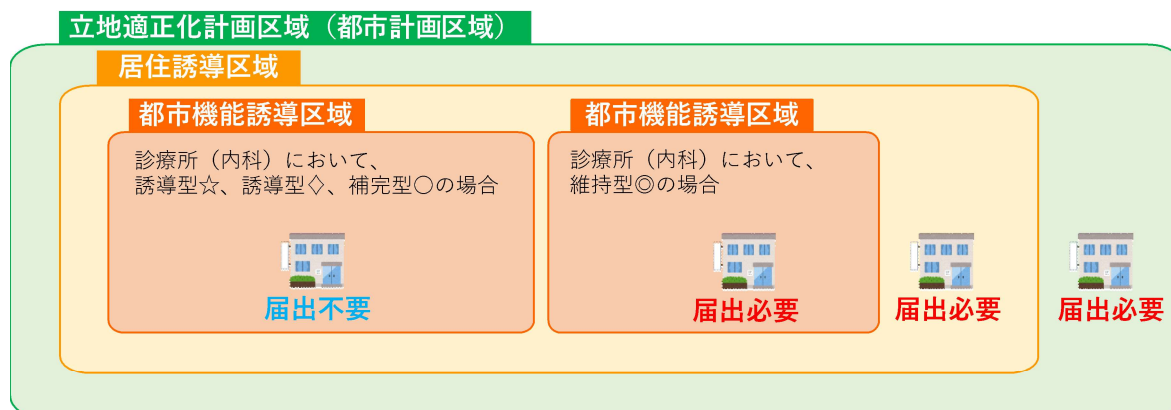 立地適正化計画区域（都市計画区域）
居住誘導区域
都市機能誘導区域
診療所（内科）において、
誘導型☆、誘導型◇、補完型○の場合
届出不要
都市機能誘導区域
診療所（内科）において、
維持型◎の場合
届出必要
届出必要
届出必要